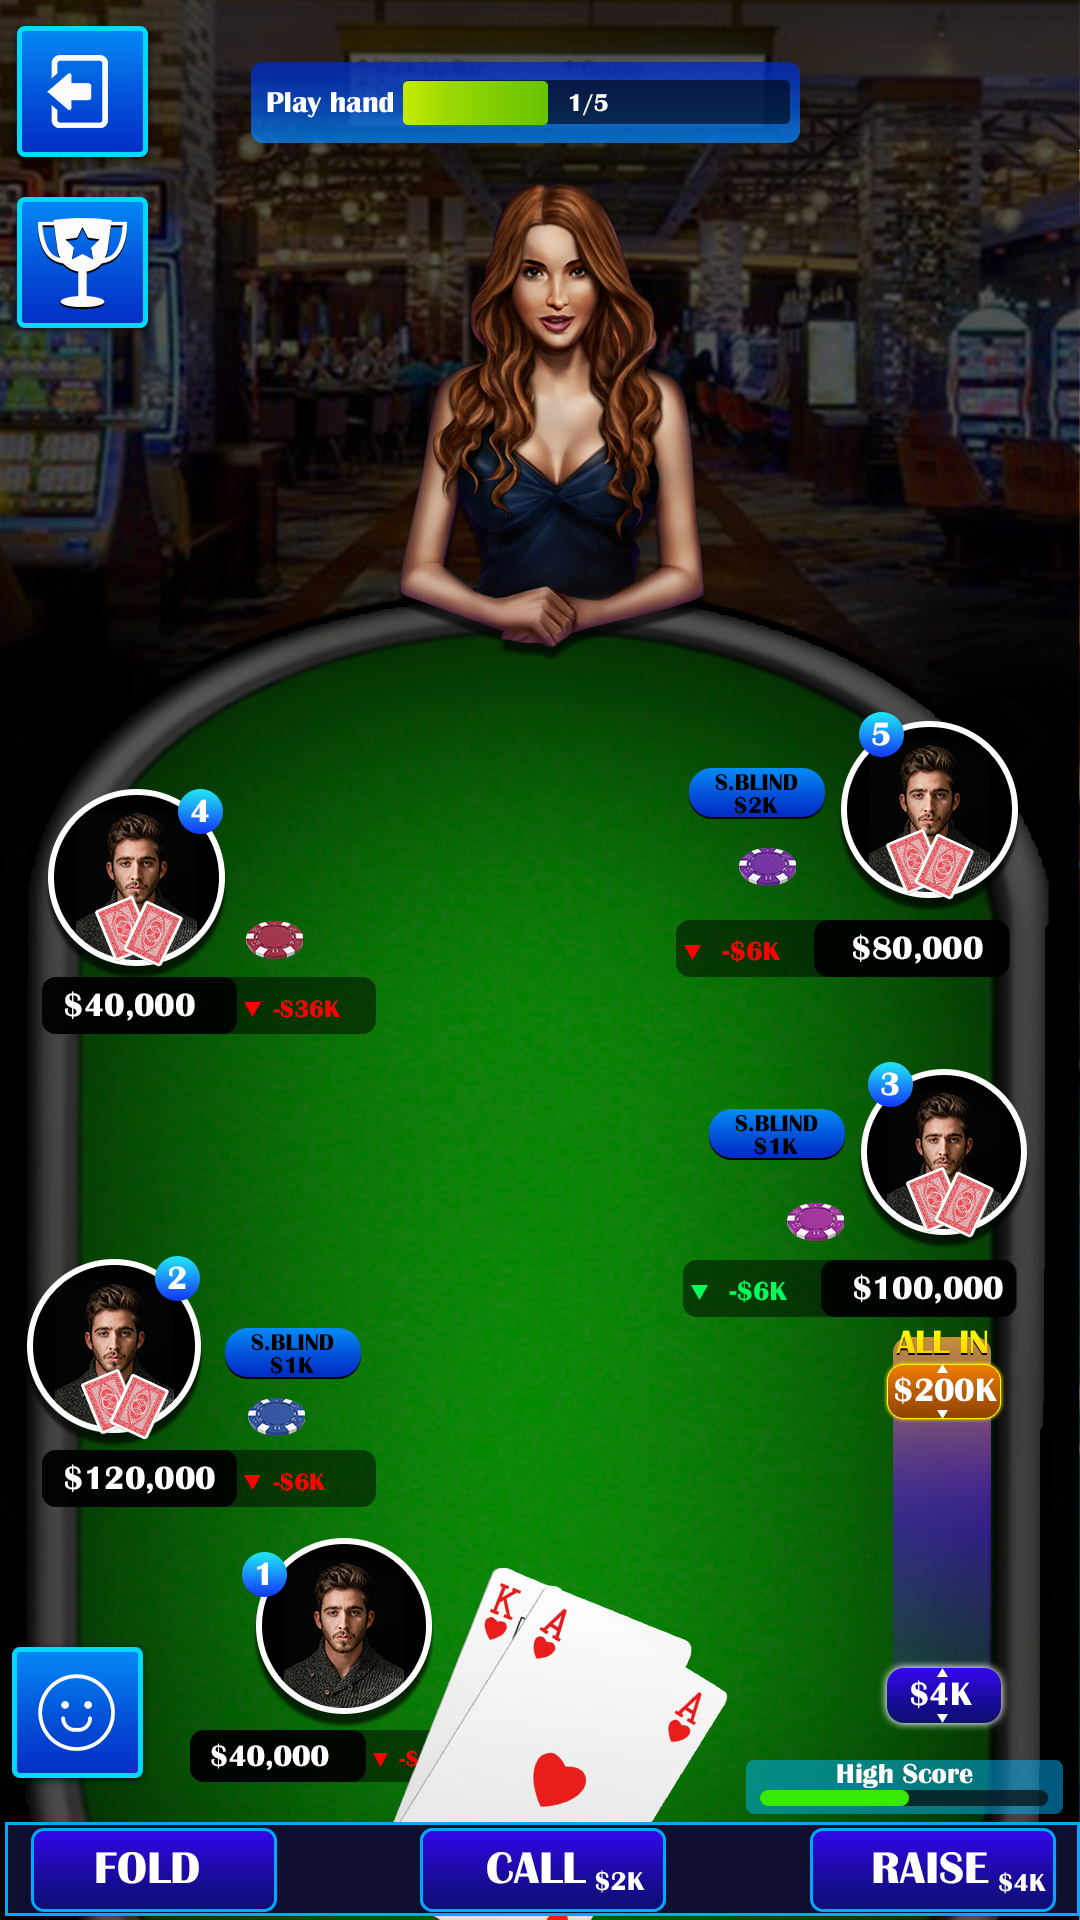 Play hand
1/5
5
S.BLIND
$2K
4
-$6K
$80,000
$40,000
-$36K
3
S.BLIND
$1K
2
-$6K
$100,000
S.BLIND
$1K
ALL IN
$200K
$120,000
-$6K
1
K
A
A
$4K
$40,000
-$
High Score
FOLD
CALL $2K
RAISE $4K